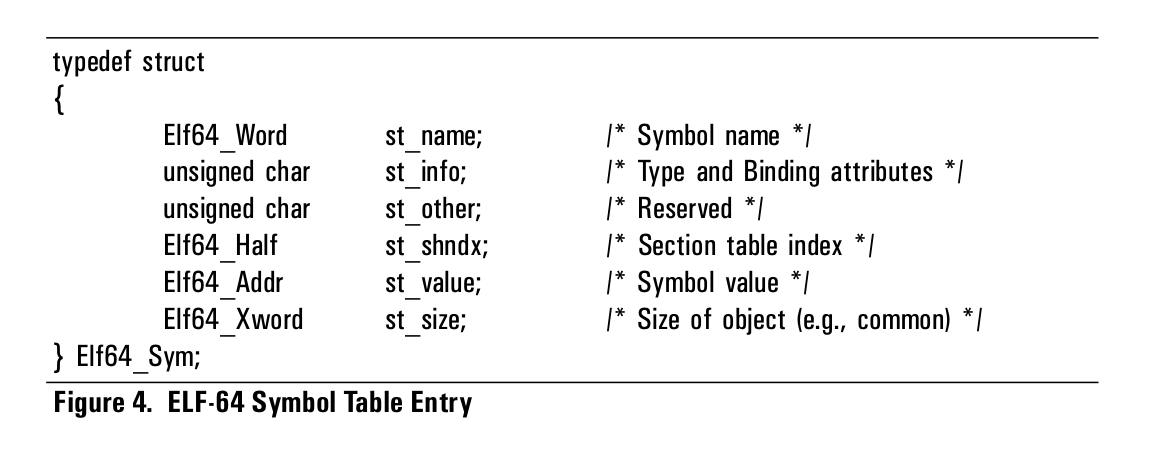 typedef struct
{
Elf64_Word st_name; /* Symbol name */
unsigned char st_info; /* Type and Binding attributes */
unsigned char st_other; /* Reserved */
Elf64_Half st_shndx; /* Section table index */
Elf64_Addr st_value; /* Symbol value */
Elf64_Xword st_size; /* Size of object (e.g., common) */
} Elf64_Sym;
Figure 4. ELF-64 Symbol Table Entry